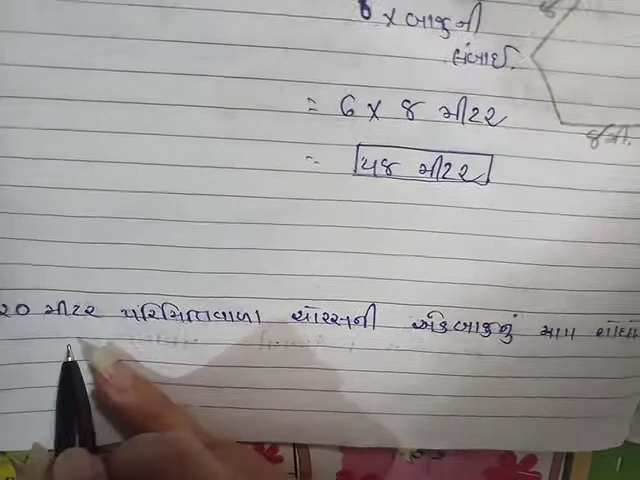 6 × બાજુની
લંબાઈ.
= 6 × 8 મીટર
= 48 મીટર
20 મીટર પરિમિતિવાળા ચોરસની એક બાજુનું માપ શોધો